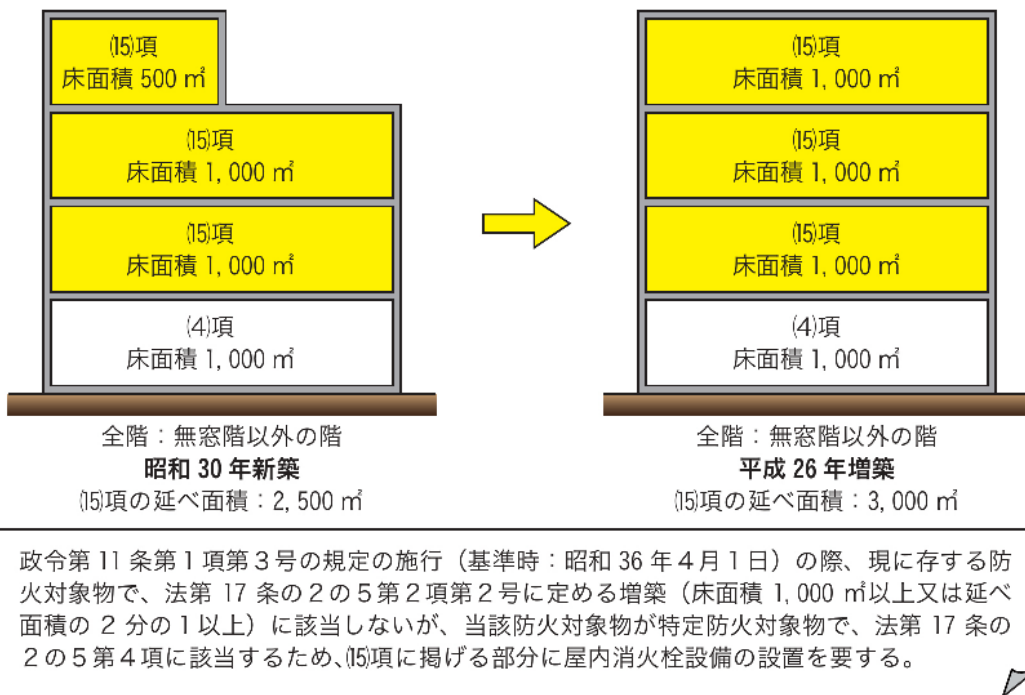 ⒂項
床面積 500 ㎡
⒂項
床面積 1,000 ㎡
⒂項
床面積 1,000 ㎡
⑷項
床面積 1,000 ㎡
全階：無窓階以外の階
昭和 30 年新築
⒂項の延べ面積：2,500 ㎡
⒂項
床面積 1,000 ㎡
⒂項
床面積 1,000 ㎡
⒂項
床面積 1,000 ㎡
⑷項
床面積 1,000 ㎡
全階：無窓階以外の階
平成 26 年増築
⒂項の延べ面積：3,000 ㎡
政令第 11 条第１項第３号の規定の施行（基準時：昭和 36 年４月１日）の際、現に存する防
火対象物で、法第 17 条の２の５第２項第２号に定める増築（床面積 1,000 ㎡以上又は延べ
面積の ２ 分の１以上）に該当しないが、当該防火対象物が特定防火対象物で、法第 17 条の
２の５第４項に該当するため、⒂項に掲げる部分に屋内消火栓設備の設置を要する。